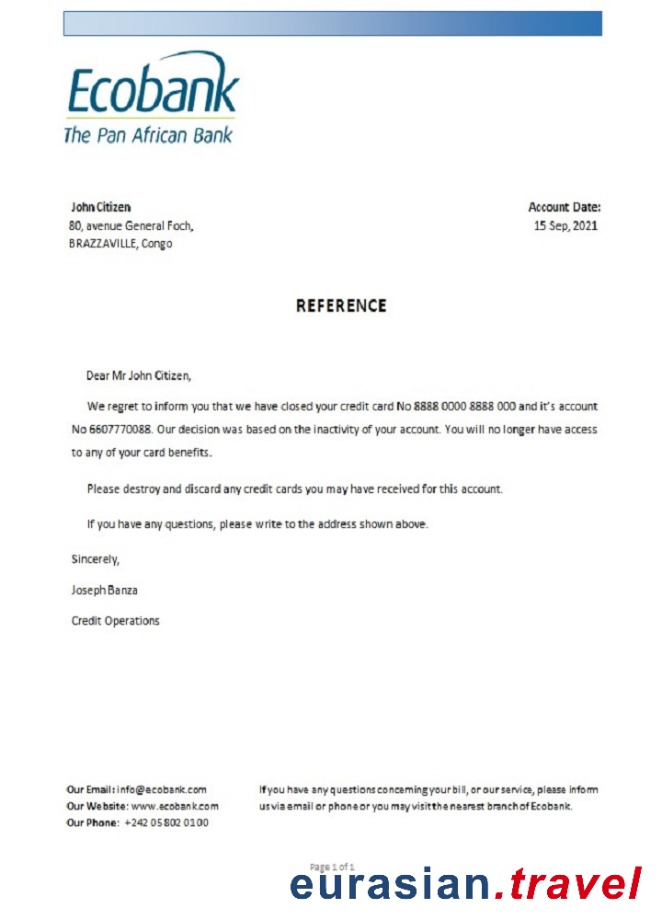 Ecobank
The Pan African Bank
John Citizen
80, avenue General Foch,
BRAZZAVILLE, Congo
Account Date:
15 Sep, 2021
REFERENCE
Dear Mr John Citizen,
We regret to inform you that we have closed your credit card No 8888 0000 8888 000 and it's account
No 6607770088. Our decision was based on the inactivity of your account. You will no longer have access
to any of your card benefits.
Please destroy and discard any credit cards you may have received for this account.
If you have any questions, please write to the address shown above.
Sincerely,
Joseph Banza
Credit Operations
Our Email: info@ecobank.com
Our Website: www.ecobank.com
Our Phone: +242 05 802 0100
If you have any questions concerning your bill, or our service, please inform
us via email or phone or you may visit the nearest branch of Ecobank.
Page 1 of 1
eurasian.travel